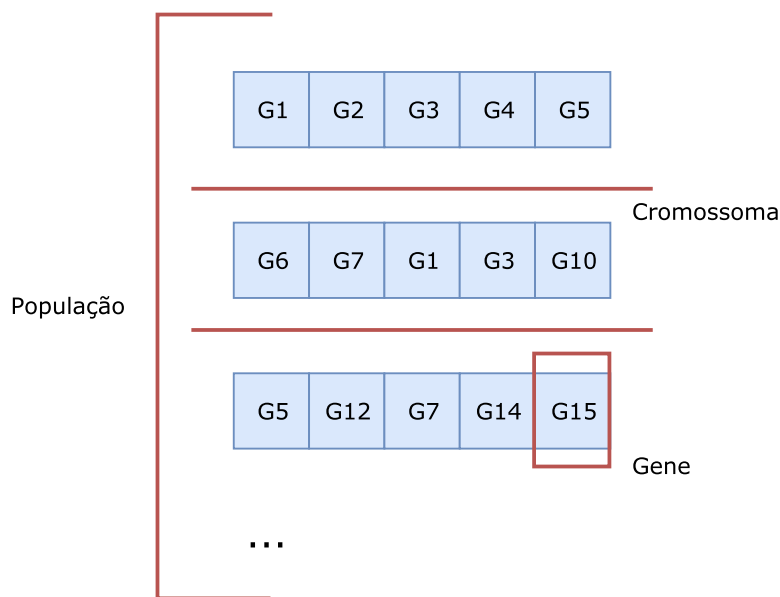 G1 G2 G3 G4 G5
Cromossoma
G6 G7 G1 G3 G10
População
G5 G12 G7 G14 G15
Gene
...